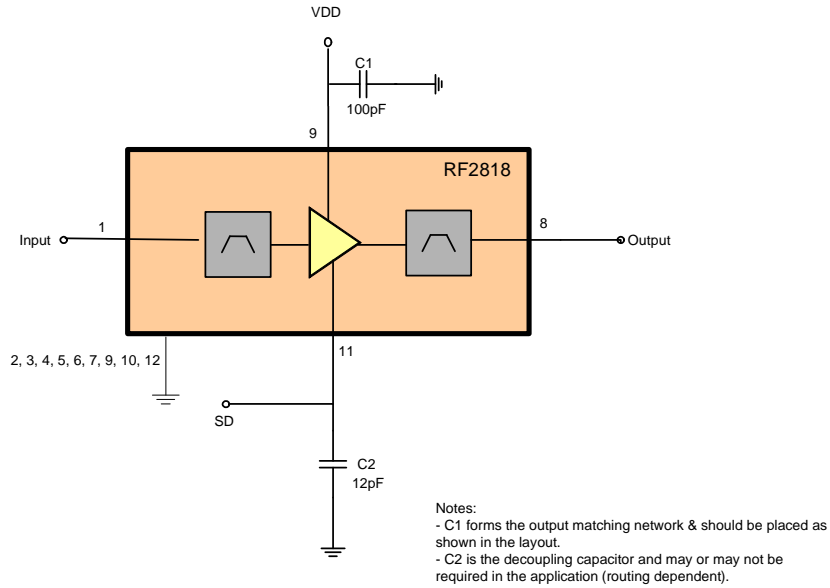 VDD
C1
100pF
9
RF2818
1
8
Input
Output
2, 3, 4, 5, 6, 7, 9, 10, 12
11
SD
C2
12pF
Notes:
- C1 forms the output matching network & should be placed as
shown in the layout.
- C2 is the decoupling capacitor and may or may not be
required in the application (routing dependent).